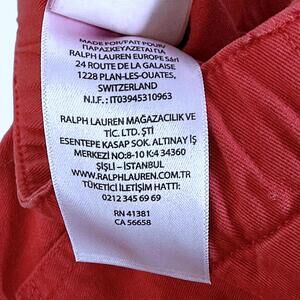 MADE FOR/FAIT POUR/
ΠΑΡΑΣΚΕΥΑΖΕΤΑΙ ΓΙΑ
RALPH LAUREN EUROPE Sàrl
24 ROUTE DE LA GALAISE
1228 PLAN-LES-OUATES,
SWITZERLAND
N.I.F.: IT03945310963
RALPH LAUREN MAĞAZACILIK VE
TİC. LTD. ŞTİ
ESENTEPE KASAP SOK. ALTINAY İŞ
MERKEZİ NO:8-10 K:4 34360
ŞİŞLİ – İSTANBUL
WWW.RALPHLAUREN.COM
TÜKETİCİ İLETİŞİM HATTI:
0212 345 69 69
RN 41381
CA 56658